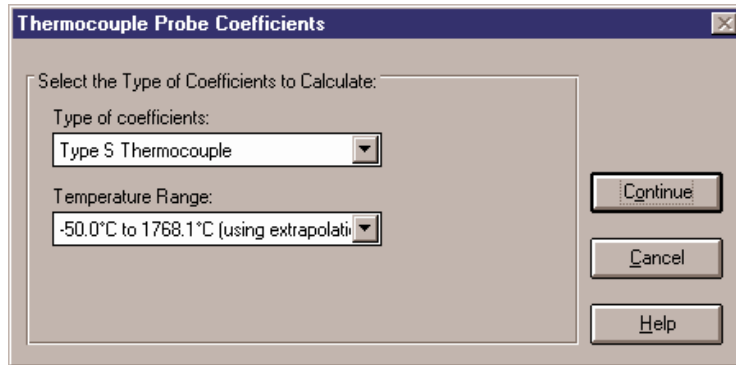 Thermocouple Probe Coefficients
Select the Type of Coefficients to Calculate:
Type of coefficients:
Type S Thermocouple
Temperature Range:
-50.0°C to 1768.1°C (using extrapolati
Continue
Cancel
Help